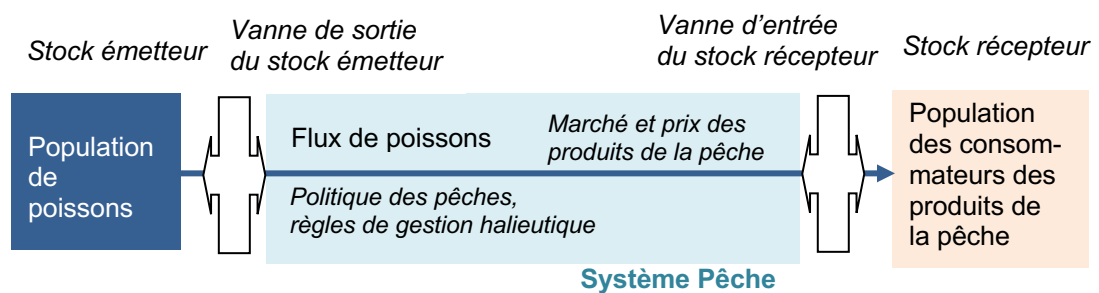 Stock émetteur
Vanne de sortie
du stock émetteur
Vanne d'entrée
du stock récepteur
Stock récepteur
Population
de
poissons
Flux de poissons
Marché et prix des
produits de la pêche
Politique des pêches,
règles de gestion halieutique
Système Pêche
Population
des consom-
mateurs des
produits de
la pêche